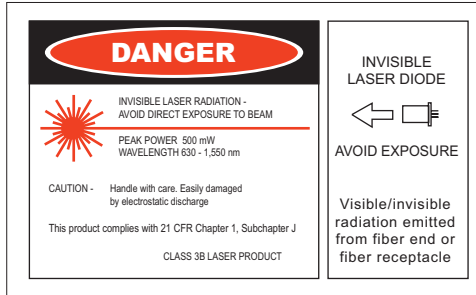 DANGER
INVISIBLE LASER RADIATION -
AVOID DIRECT EXPOSURE TO BEAM
PEAK POWER 500 mW
WAVELENGTH 630 - 1,550 nm
CAUTION - Handle with care. Easily damaged
by electrostatic discharge
This product complies with 21 CFR Chapter 1, Subchapter J
CLASS 3B LASER PRODUCT
INVISIBLE
LASER DIODE
AVOID EXPOSURE
Visible/invisible
radiation emitted
from fiber end or
fiber receptacle